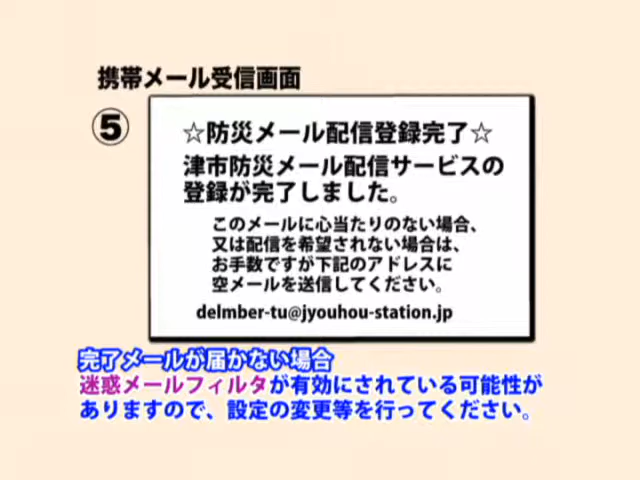 携帯メール受信画面
⑤
☆防災メール配信登録完了☆
津市防災メール配信サービスの
登録が完了しました。
このメールに心当たりのない場合、
又は配信を希望されない場合は、
お手数ですが下記のアドレスに
空メールを送信してください。
delmber-tu@jyouhou-station.jp
完了メールが届かない場合
迷惑メールフィルタが有効にされている可能性が
ありますので、設定の変更等を行ってください。